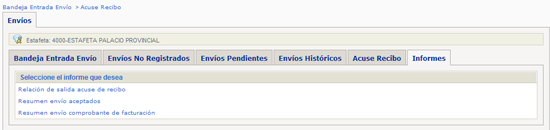 Bandeja Entrada Envío > Acuse Recibo
Envíos
Estafeta: 4000-ESTAFETA PALACIO PROVINCIAL
Bandeja Entrada Envío Envíos No Registrados Envíos Pendientes Envíos Históricos Acuse Recibo Informes
Seleccione el informe que desea
Relación de salida acuse de recibo
Resumen envío aceptados
Resumen envío comprobante de facturación